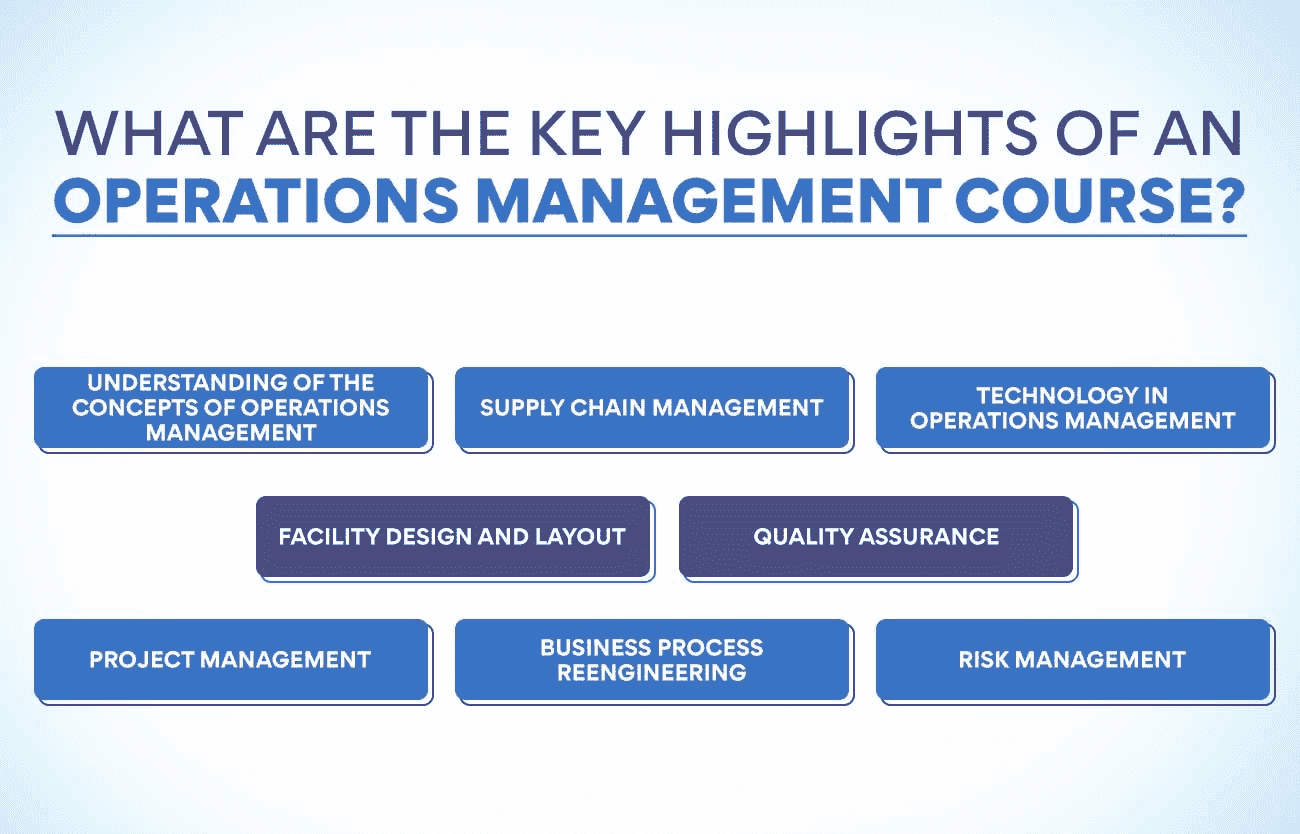 WHAT ARE THE KEY HIGHLIGHTS OF AN
OPERATIONS MANAGEMENT COURSE?
UNDERSTANDING OF THE
CONCEPTS OF OPERATIONS
MANAGEMENT
SUPPLY CHAIN MANAGEMENT
TECHNOLOGY IN
OPERATIONS MANAGEMENT
FACILITY DESIGN AND LAYOUT
QUALITY ASSURANCE
PROJECT MANAGEMENT
BUSINESS PROCESS
REENGINEERING
RISK MANAGEMENT